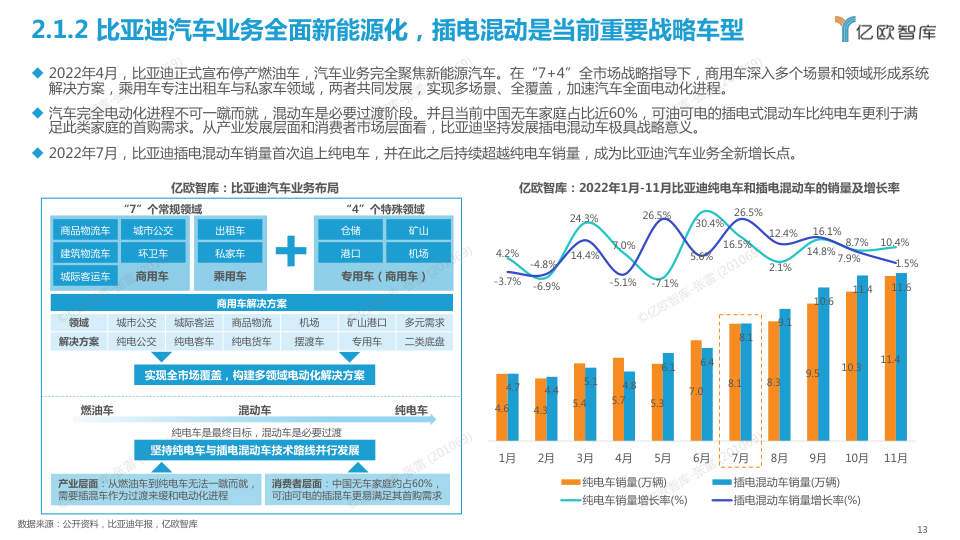 2.1.2 比亚迪汽车业务全面新能源化，插电混动是当前重要战略车型
亿欧智库
◆ 2022年4月，比亚迪正式宣布停产燃油车，汽车业务完全聚焦新能源汽车。在“7+4”全市场战略指导下，商用车深入多个场景和领域形成系统
解决方案，乘用车专注出租车与私家车领域，两者共同发展，实现多场景、全覆盖，加速汽车全面电动化进程。
◆ 汽车完全电动化进程不可一蹴而就，混动车是必要过渡阶段。并且当前中国无车家庭占比近60%，可油可电的插电式混动车比纯电车更利于满
足此类家庭的首购需求。从产业发展层面和消费者市场层面看，比亚迪坚持发展插电混动车极具战略意义。
◆ 2022年7月，比亚迪插电混动车销量首次追上纯电车，并在此之后持续超越纯电车销量，成为比亚迪汽车业务全新增长点。
亿欧智库：比亚迪汽车业务布局
“7”个常规领域
“4”个特殊领域
商品物流车 城市公交 出租车 仓储 矿山
建筑物流车 环卫车 私家车 港口 机场
城际客运车 商用车 乘用车 专用车（商用车）
商用车解决方案
领域 城市公交 城际客运 商品物流 机场 矿山港口 多元需求
解决方案 纯电公交 纯电客车 纯电货车 摆渡车 专用车 二类底盘
实现全市场覆盖，构建多领域电动化解决方案
燃油车 混动车 纯电车
纯电车是最终目标，混动车是必要过渡
坚持纯电车与插电混动车技术路线并行发展
产业层面：从燃油车到纯电车无法一蹴而就，
需要插混车作为过渡来缓和电动化进程
消费者层面：中国无车家庭约占60%，
可油可电的插混车更易满足其首购需求
亿欧智库：2022年1月-11月比亚迪纯电车和插电混动车的销量及增长率
4.2% -6.9% 24.3% 7.0% -7.1% 30.4% 16.5% 2.1% 14.8% 8.7% 10.4%
-3.7% -4.8% 14.4% -5.1% 26.5% 5.6% 26.5% 12.4% 16.1% 7.9% 1.5%
4.6 4.3 5.4 5.7 5.3 7.0 8.1 8.3 9.5 10.3 11.4
4.7 4.4 5.1 4.8 6.1 6.4 8.1 9.1 10.6 11.4 11.6
1月 2月 3月 4月 5月 6月 7月 8月 9月 10月 11月
纯电车销量(万辆) 插电混动车销量(万辆)
纯电车销量增长率(%) 插电混动车销量增长率(%)
©亿欧智库-张雷 (201069)
数据来源：公开资料，比亚迪年报，亿欧智库
13